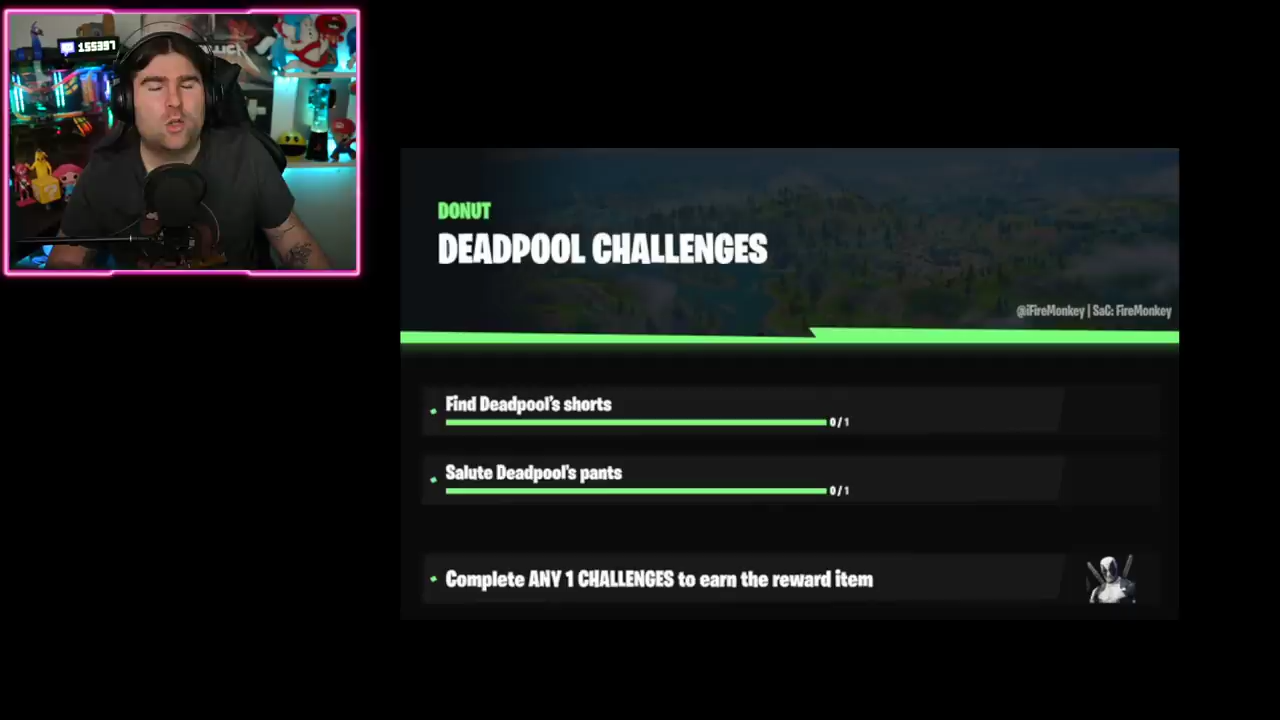 155397
DONUT
DEADPOOL CHALLENGES
@iFireMonkey | SaC: FireMonkey
Find Deadpool's shorts
0 / 1
Salute Deadpool's pants
0 / 1
Complete ANY 1 CHALLENGES to earn the reward item